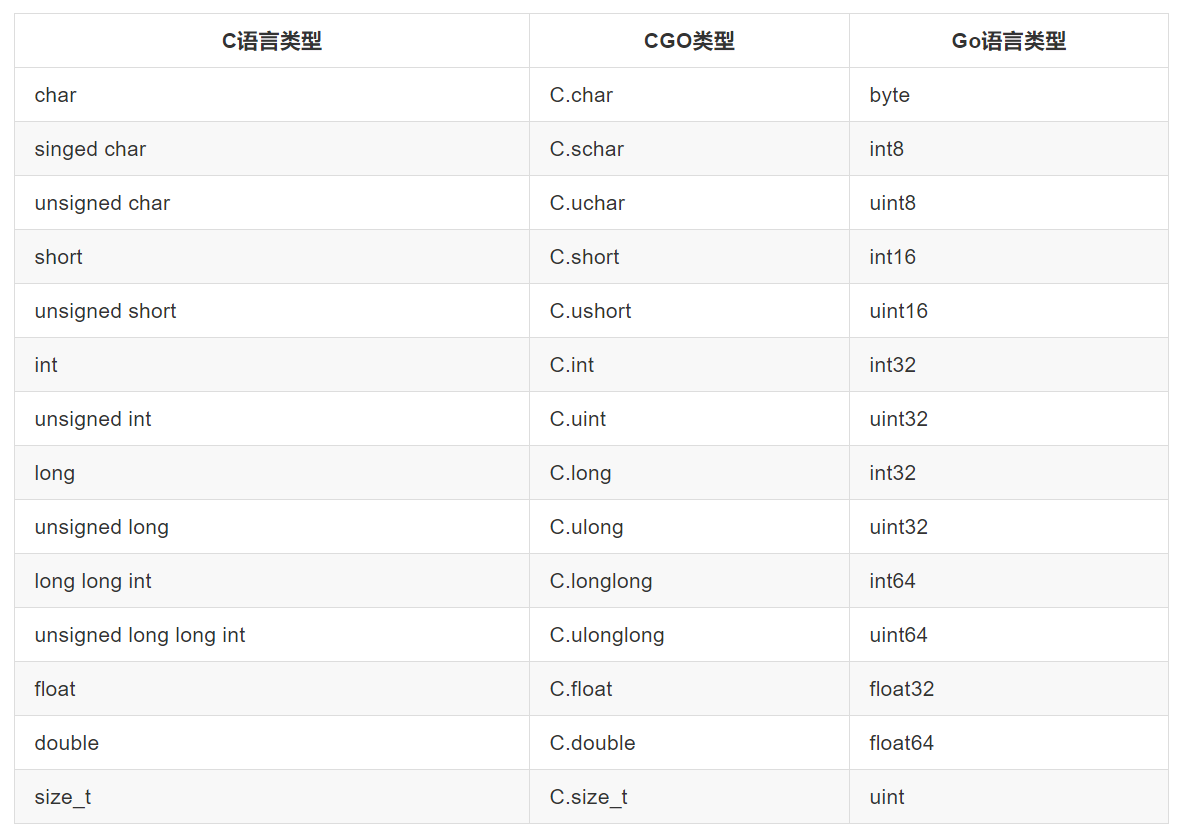 C语言类型 CGO类型 Go语言类型
char C.char byte
singed char C.schar int8
unsigned char C.uchar uint8
short C.short int16
unsigned short C.ushort uint16
int C.int int32
unsigned int C.uint uint32
long C.long int32
unsigned long C.ulong uint32
long long int C.longlong int64
unsigned long long int C.ulonglong uint64
float C.float float32
double C.double float64
size_t C.size_t uint